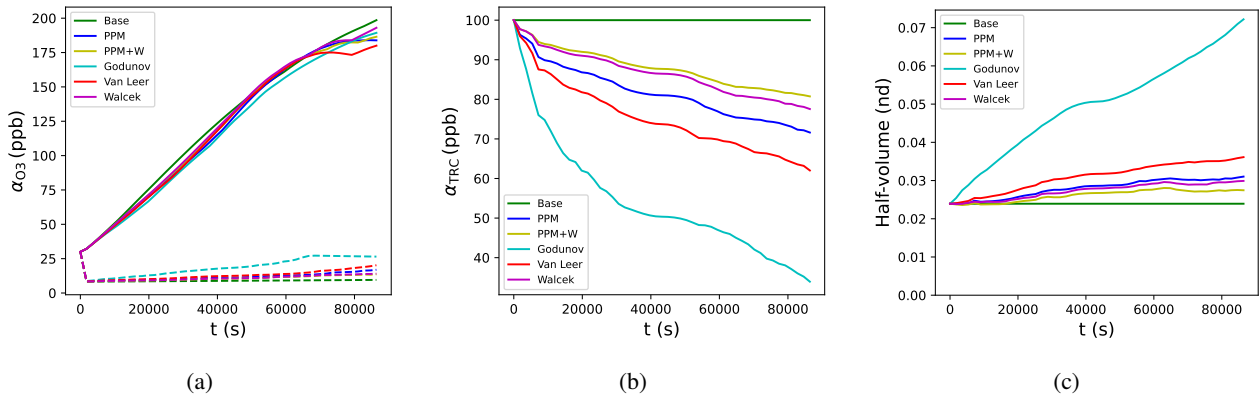 200
175
150
125
100
75
50
25
0
α_O3 (ppb)
Base
PPM
PPM+W
Godunov
Van Leer
Walcek
0 20000 40000 60000 80000
t (s)
(a)
100
90
80
70
60
50
40
α_TRC (ppb)
Base
PPM
PPM+W
Godunov
Van Leer
Walcek
0 20000 40000 60000 80000
t (s)
(b)
0.07
0.06
0.05
0.04
0.03
0.02
0.01
0.00
Half-volume (nd)
Base
PPM
PPM+W
Godunov
Van Leer
Walcek
0 20000 40000 60000 80000
t (s)
(c)